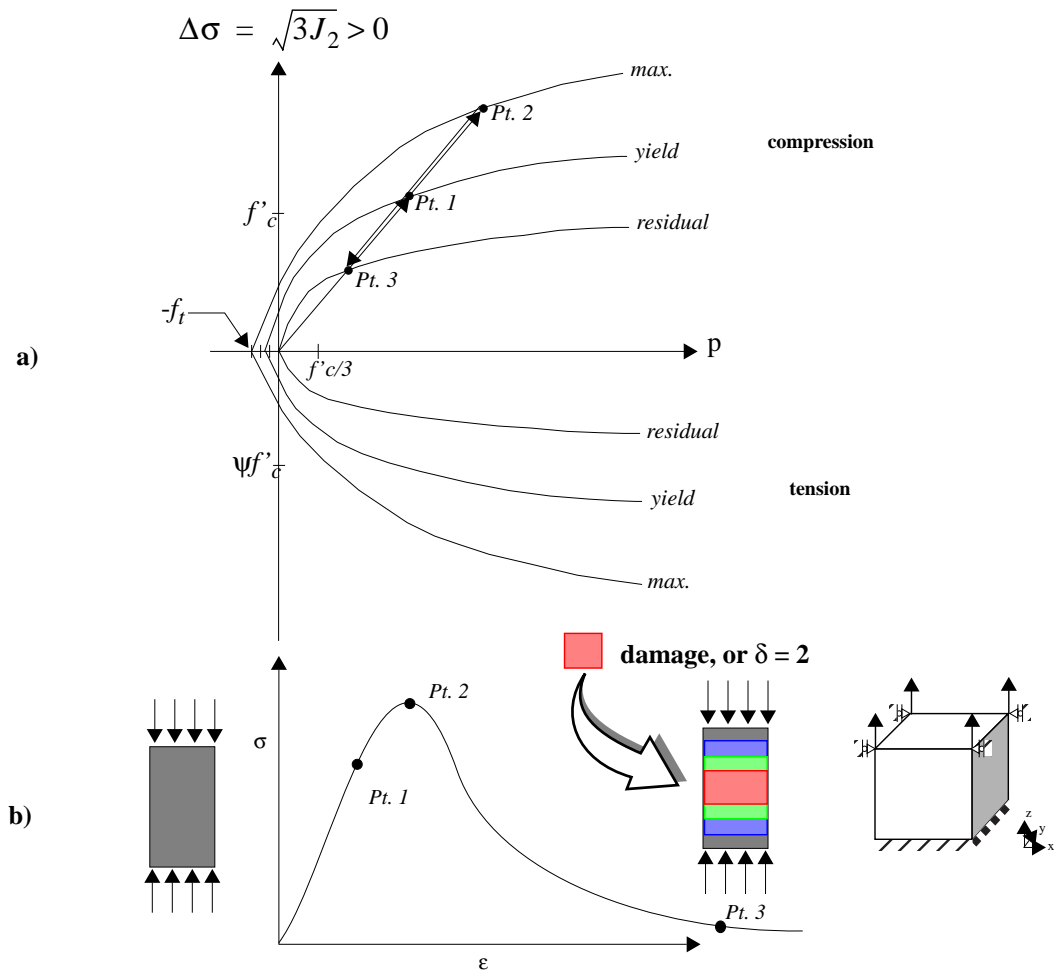 Δσ = √3J₂ > 0
max.
Pt. 2
compression
yield
f'c
Pt. 1
residual
Pt. 3
-fₜ
a)
p
f'c/3
residual
ψf'c
yield
tension
max.
damage, or δ = 2
Pt. 2
σ
Pt. 1
b)
z
y
x
Pt. 3
ε